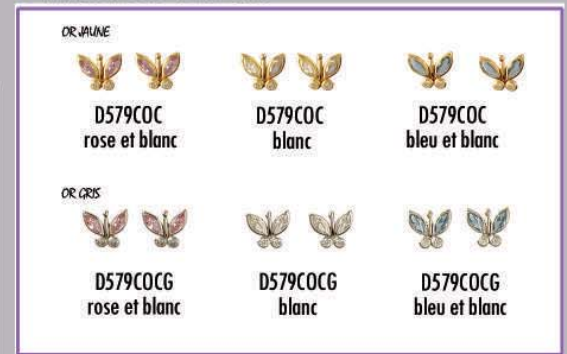 OR JAUNE
D579COC
rose et blanc
D579COC
blanc
D579COC
bleu et blanc
OR GRIS
D579COCG
rose et blanc
D579COCG
blanc
D579COCG
bleu et blanc